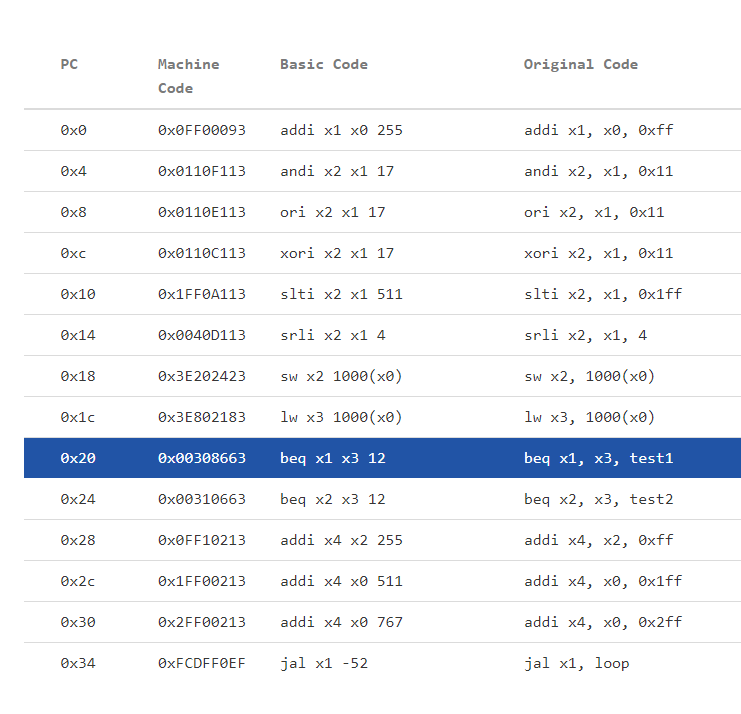 PC Machine Code Basic Code Original Code
0x0 0x0FF00093 addi x1 x0 255 addi x1, x0, 0xff
0x4 0x0110F113 andi x2 x1 17 andi x2, x1, 0x11
0x8 0x0110E113 ori x2 x1 17 ori x2, x1, 0x11
0xc 0x0110C113 xori x2 x1 17 xori x2, x1, 0x11
0x10 0x1FF0A113 slti x2 x1 511 slti x2, x1, 0x1ff
0x14 0x0040D113 srli x2 x1 4 srli x2, x1, 4
0x18 0x3E202423 sw x2 1000(x0) sw x2, 1000(x0)
0x1c 0x3E802183 lw x3 1000(x0) lw x3, 1000(x0)
0x20 0x00308663 beq x1 x3 12 beq x1, x3, test1
0x24 0x00310663 beq x2 x3 12 beq x2, x3, test2
0x28 0x0FF10213 addi x4 x2 255 addi x4, x2, 0xff
0x2c 0x1FF00213 addi x4 x0 511 addi x4, x0, 0x1ff
0x30 0x2FF00213 addi x4 x0 767 addi x4, x0, 0x2ff
0x34 0xFCDFF0EF jal x1 -52 jal x1, loop